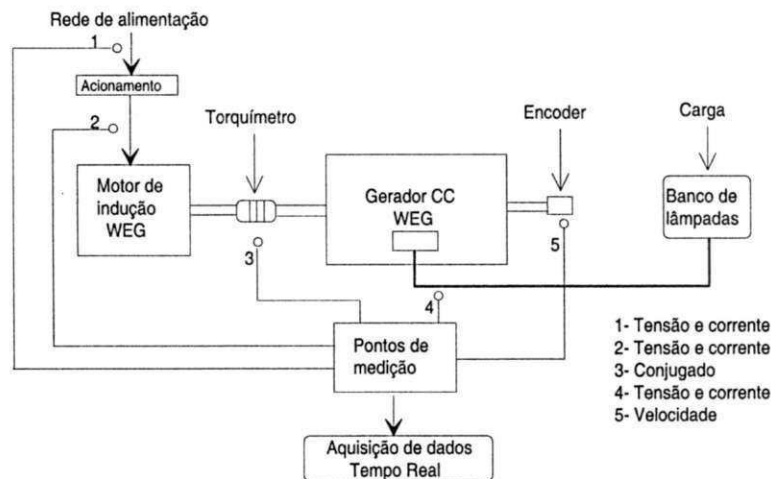 Rede de alimentação
1
Acionamento
2
Torquímetro
Encoder
Carga
Motor de
indução
WEG
Gerador CC
WEG
Banco de
lâmpadas
3
4
5
Pontos de
medição
1- Tensão e corrente
2- Tensão e corrente
3- Conjugado
4- Tensão e corrente
5- Velocidade
Aquisição de dados
Tempo Real